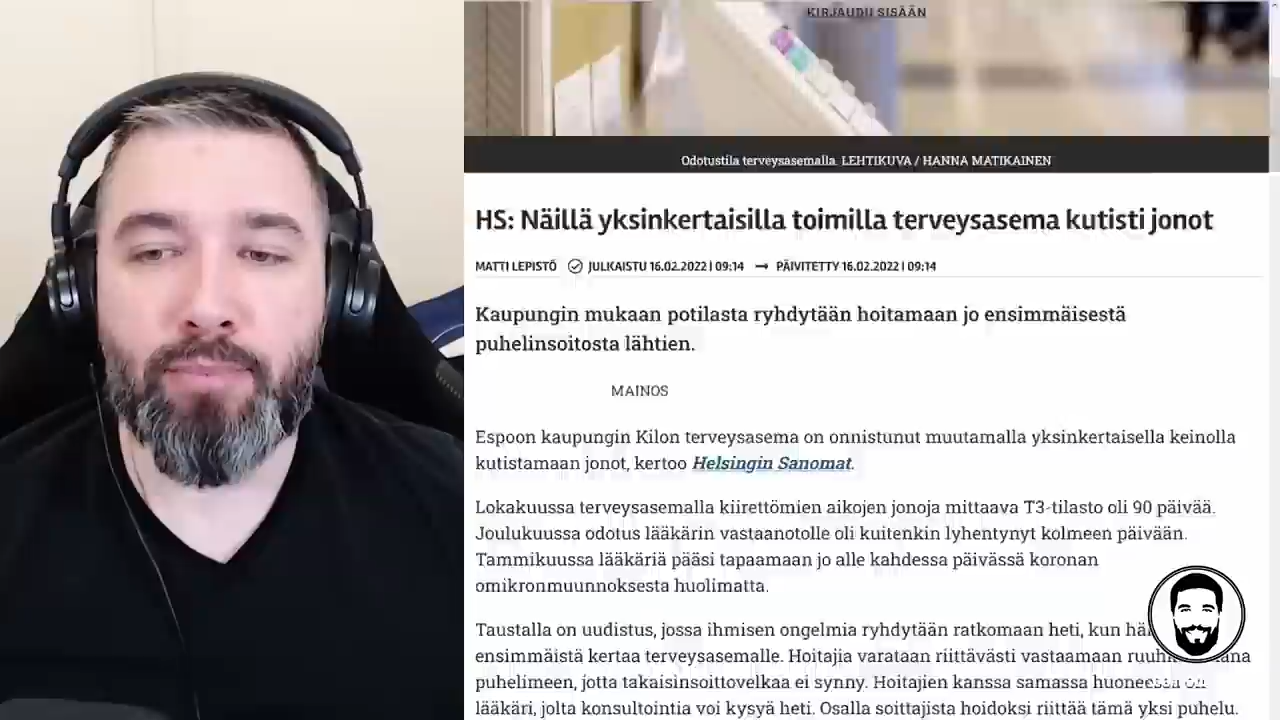 KIRJAUDU SISÄÄN
Odotustila terveysasemalla. LEHTIKUVA / HANNA MATIKAINEN
HS: Näillä yksinkertaisilla toimilla terveysasema kutisti jonot
MATTI LEPISTÖ JULKAISTU 16.02.2022 | 09:14 → PÄIVITETTY 16.02.2022 | 09:14
Kaupungin mukaan potilasta ryhdytään hoitamaan jo ensimmäisestä
puhelinsoitosta lähtien.
MAINOS
Espoon kaupungin Kilon terveysasema on onnistunut muutamalla yksinkertaisella keinolla
kutistamaan jonot, kertoo Helsingin Sanomat.
Lokakuussa terveysasemalla kiirettömien aikojen jonoja mittaava T3-tilasto oli 90 päivää.
Joulukuussa odotus lääkärin vastaanotolle oli kuitenkin lyhentynyt kolmeen päivään.
Tammikuussa lääkäriä pääsi tapaamaan jo alle kahdessa päivässä koronan
omikronmuunnoksesta huolimatta.
Taustalla on uudistus, jossa ihmisen ongelmia ryhdytään ratkomaan heti, kun
ensimmäistä kertaa terveysasemalle. Hoitajia varataan riittävästi vastaamaan
puhelimeen, jotta takaisinsoittovelkaa ei synny. Hoitajien kanssa samassa huoneessa on
lääkäri, jolta konsultointia voi kysyä heti. Osalla soittajista hoidoksi riittää tämä yksi puhelu.